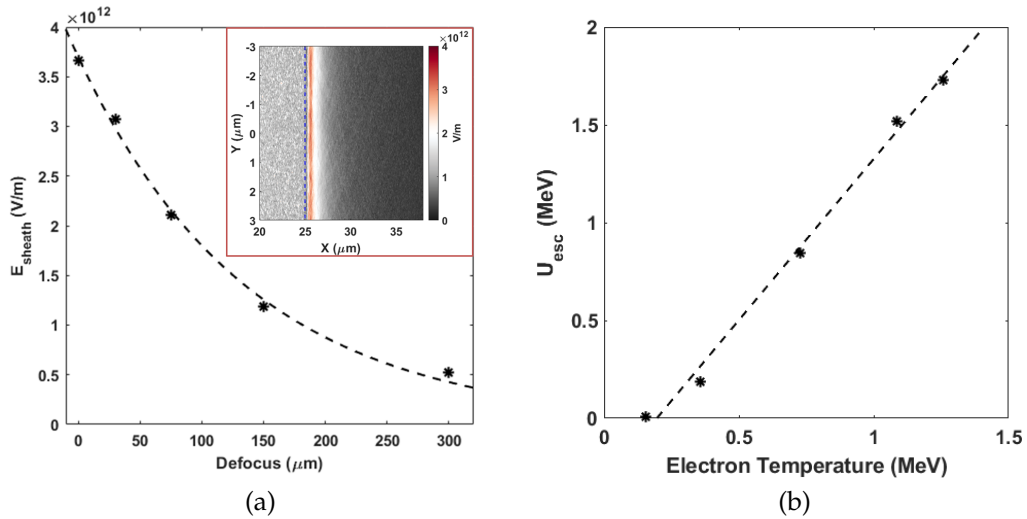 ×10^12
4
3.5
3
2.5
2
1.5
1
0.5
0
E_sheath (V/m)
0 50 100 150 200 250 300
Defocus (μm)
×10^12
-3
-2
-1
0
1
2
3
Y (μm)
20 25 30 35
X (μm)
4
3
2
1
0
V/m
(a)
2
1.5
1
0.5
0
U_esc (MeV)
0 0.5 1 1.5
Electron Temperature (MeV)
(b)